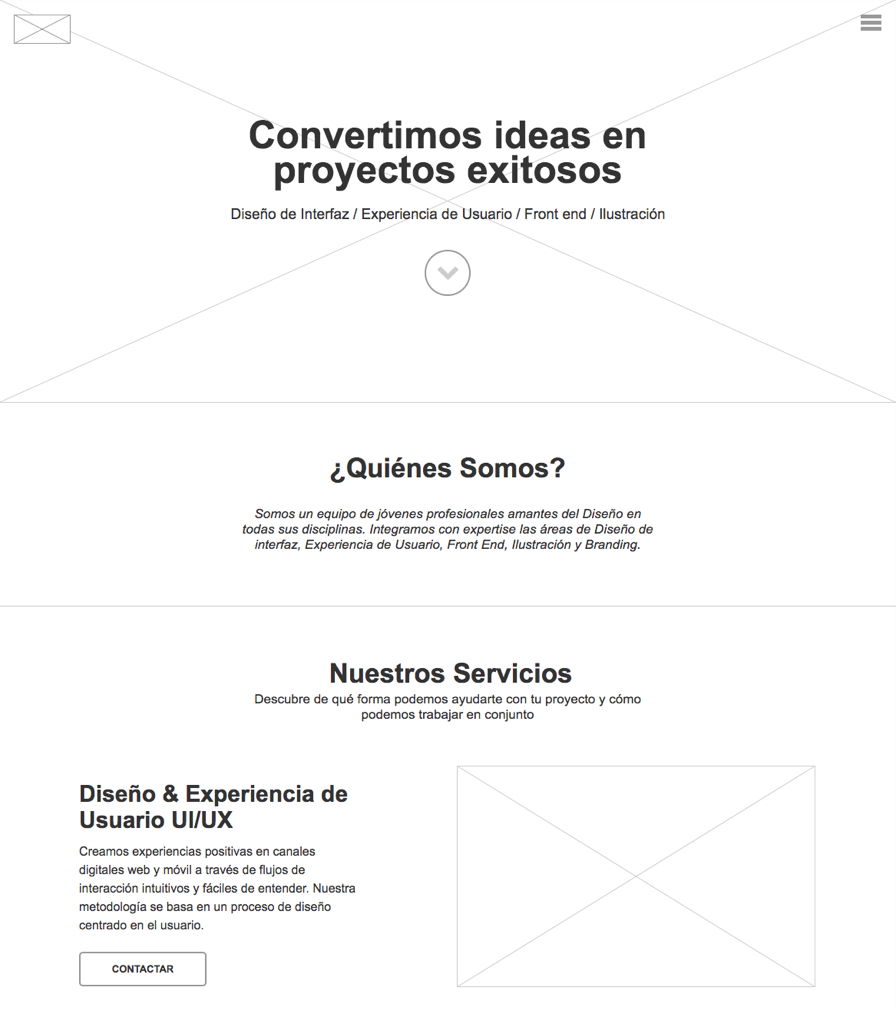 Convertimos ideas en
proyectos exitosos
Diseño de Interfaz / Experiencia de Usuario / Front end / Ilustración
¿Quiénes Somos?
Somos un equipo de jóvenes profesionales amantes del Diseño en
todas sus disciplinas. Integramos con expertise las áreas de Diseño de
interfaz, Experiencia de Usuario, Front End, Ilustración y Branding.
Nuestros Servicios
Descubre de qué forma podemos ayudarte con tu proyecto y cómo
podemos trabajar en conjunto
Diseño & Experiencia de
Usuario UI/UX
Creamos experiencias positivas en canales
digitales web y móvil a través de flujos de
interacción intuitivos y fáciles de entender. Nuestra
metodología se basa en un proceso de diseño
centrado en el usuario.
CONTACTAR